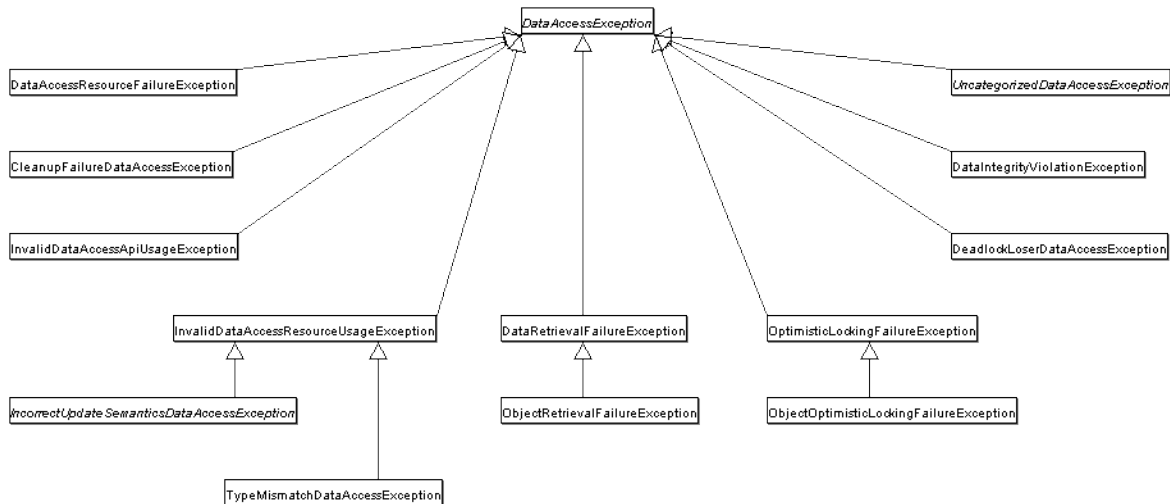 DataAccessException
DataAccessResourceFailureException
UncategorizedDataAccessException
CleanupFailureDataAccessException
DataIntegrityViolationException
InvalidDataAccessApiUsageException
DeadlockLoserDataAccessException
InvalidDataAccessResourceUsageException
DataRetrievalFailureException
OptimisticLockingFailureException
IncorrectUpdateSemanticsDataAccessException
ObjectRetrievalFailureException
ObjectOptimisticLockingFailureException
TypeMismatchDataAccessException